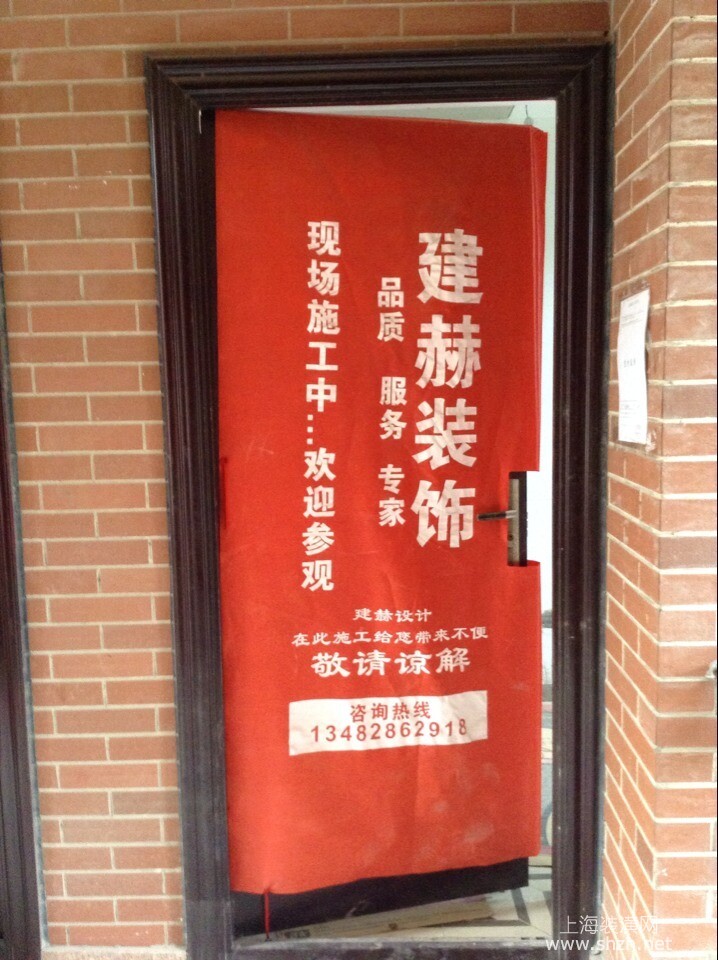 建赫装饰
品质 服务 专家
现场施工中...欢迎参观
建赫设计
在此施工给您带来不便
敬请谅解
咨询热线
13482862918
上海装潢网
www.shzh.net